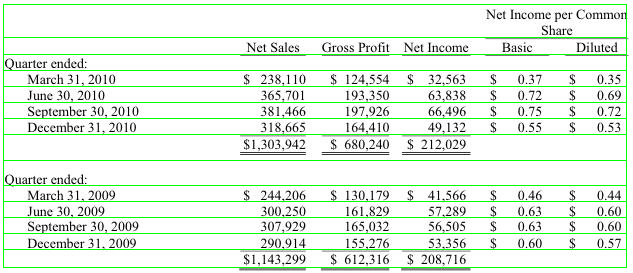 Net Income per Common
Share
Net Sales Gross Profit Net Income Basic Diluted
Quarter ended:
March 31, 2010 $ 238,110 $ 124,554 $ 32,563 $ 0.37 $ 0.35
June 30, 2010 365,701 193,350 63,838 $ 0.72 $ 0.69
September 30, 2010 381,466 197,926 66,496 $ 0.75 $ 0.72
December 31, 2010 318,665 164,410 49,132 $ 0.55 $ 0.53
$1,303,942 $ 680,240 $ 212,029
Quarter ended:
March 31, 2009 $ 244,206 $ 130,179 $ 41,566 $ 0.46 $ 0.44
June 30, 2009 300,250 161,829 57,289 $ 0.63 $ 0.60
September 30, 2009 307,929 165,032 56,505 $ 0.63 $ 0.60
December 31, 2009 290,914 155,276 53,356 $ 0.60 $ 0.57
$1,143,299 $ 612,316 $ 208,716